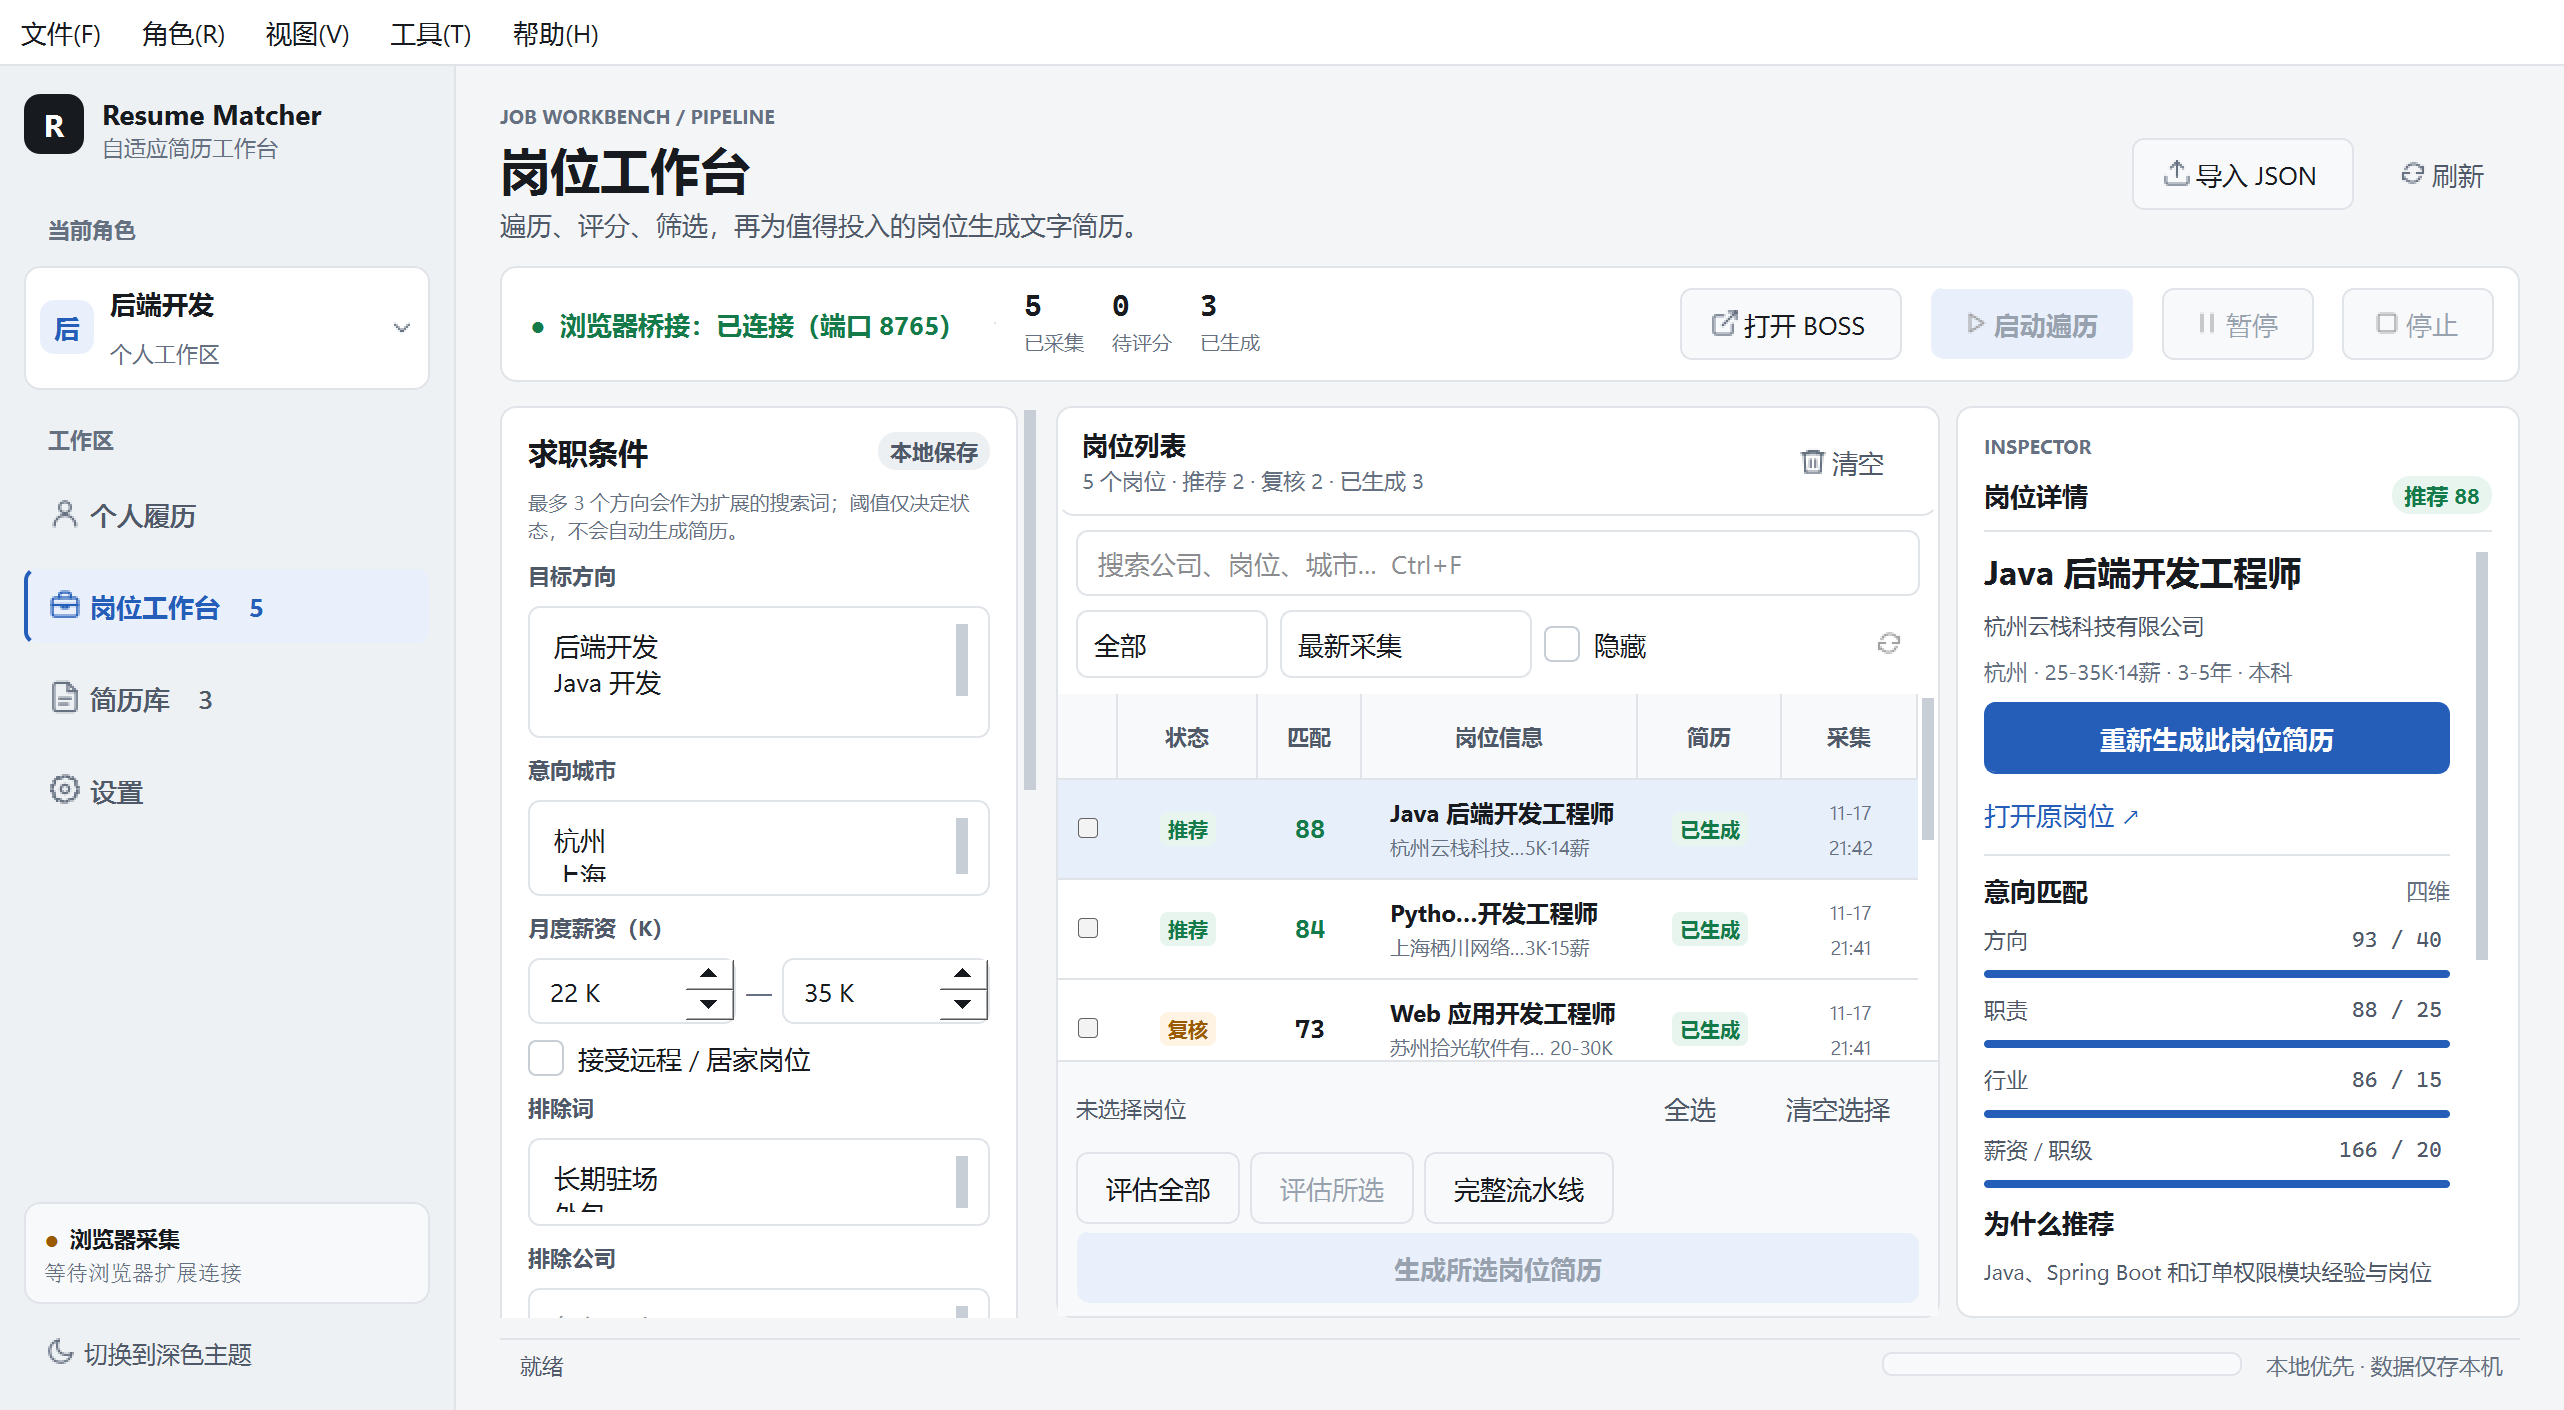 文件(F) 角色(R) 视图(V) 工具(T) 帮助(H)
R
Resume Matcher
自适应简历工作台
当前角色
后
后端开发
个人工作区
工作区
个人履历
岗位工作台 5
简历库 3
设置
浏览器采集
等待浏览器扩展连接
切换到深色主题
JOB WORKBENCH / PIPELINE
岗位工作台
遍历、评分、筛选，再为值得投入的岗位生成文字简历。
导入 JSON
刷新
浏览器桥接：已连接（端口 8765）
5 已采集
0 待评分
3 已生成
打开 BOSS
启动遍历
暂停
停止
求职条件
本地保存
最多 3 个方向会作为扩展的搜索词；阈值仅决定状
态，不会自动生成简历。
目标方向
后端开发
Java 开发
意向城市
杭州
上海
月度薪资（K）
22 K — 35 K
接受远程 / 居家岗位
排除词
长期驻场
外包
排除公司
岗位列表
5 个岗位 · 推荐 2 · 复核 2 · 已生成 3
清空
搜索公司、岗位、城市... Ctrl+F
全部
最新采集
隐藏
状态 匹配 岗位信息 简历 采集
推荐 88 Java 后端开发工程师 已生成 11-17
杭州云栈科技...5K·14薪 21:42
推荐 84 Pytho...开发工程师 已生成 11-17
上海栖川网络...3K·15薪 21:41
复核 73 Web 应用开发工程师 已生成 11-17
苏州拾光软件有... 20-30K 21:41
未选择岗位
全选
清空选择
评估全部
评估所选
完整流水线
生成所选岗位简历
INSPECTOR
岗位详情
推荐 88
Java 后端开发工程师
杭州云栈科技有限公司
杭州 · 25-35K·14薪 · 3-5年 · 本科
重新生成此岗位简历
打开原岗位 ↗
意向匹配 四维
方向 93 / 40
职责 88 / 25
行业 86 / 15
薪资 / 职级 166 / 20
为什么推荐
Java、Spring Boot 和订单权限模块经验与岗位
就绪
本地优先 · 数据仅存本机